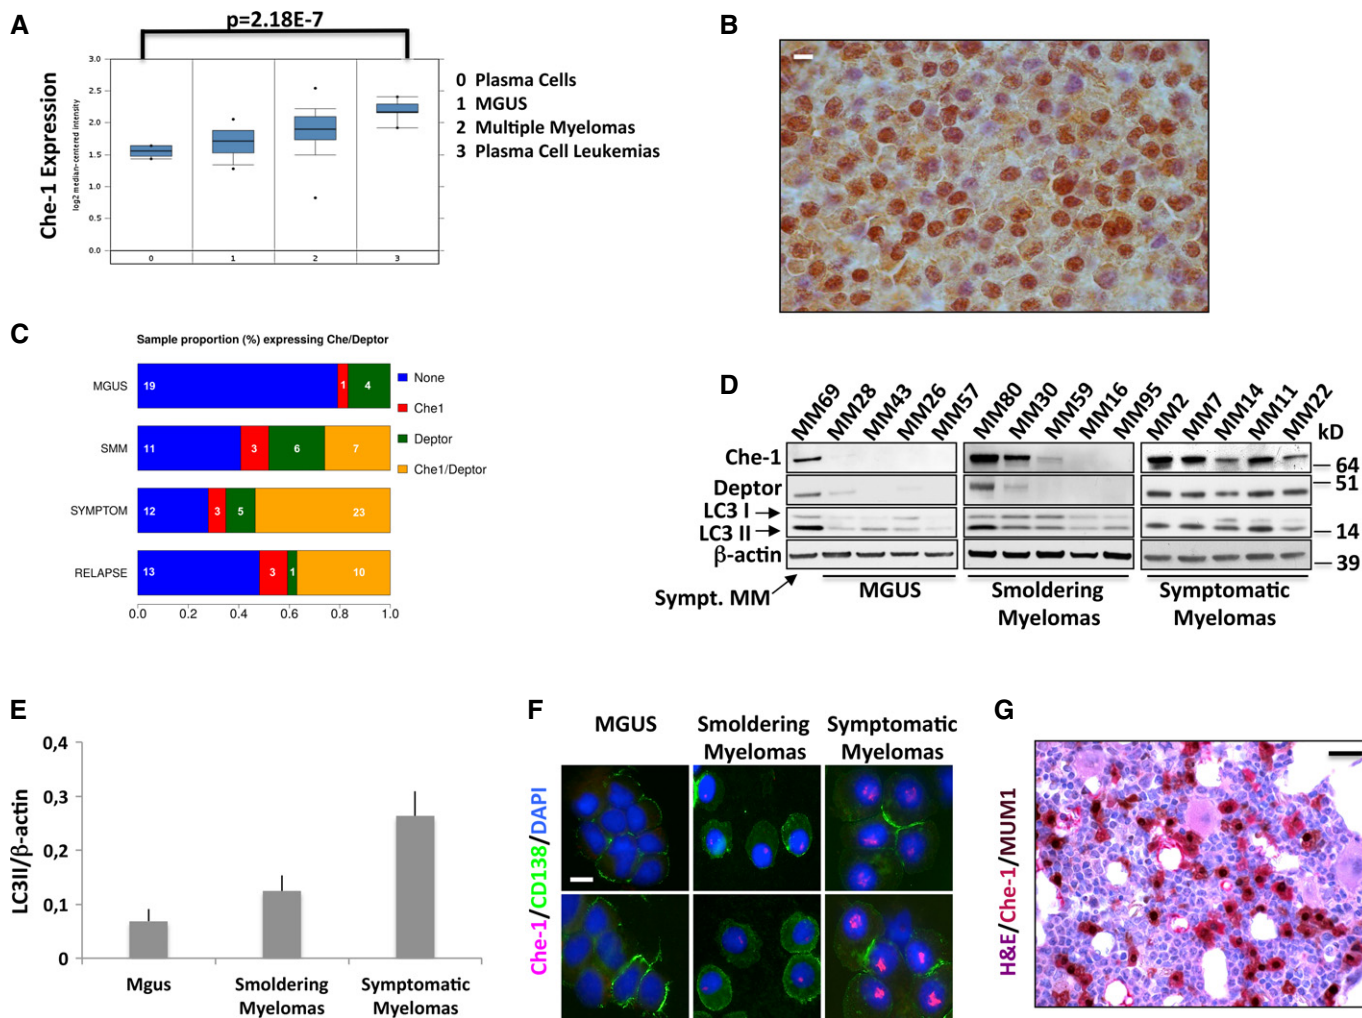 A
p=2.18E-7
Che-1 Expression
log2 median-centered intensity
3.0
2.5
2.0
1.5
1.0
0.5
0.0
0 1 2 3
0 Plasma Cells
1 MGUS
2 Multiple Myelomas
3 Plasma Cell Leukemias
B
C
Sample proportion (%) expressing Che/Deptor
MGUS 19 1 4
SMM 11 3 6 7
SYMPTOM 12 3 5 23
RELAPSE 13 3 1 10
0.0 0.2 0.4 0.6 0.8 1.0
None
Che1
Deptor
Che1/Deptor
D
MM69 MM28 MM43 MM26 MM57 MM80 MM30 MM59 MM16 MM95 MM2 MM7 MM14 MM11 MM22
kD
Che-1 64
Deptor 51
LC3 I
LC3 II 14
β-actin 39
Sympt. MM
MGUS
Smoldering
Myelomas
Symptomatic
Myelomas
E
LC3II/β-actin
0,4
0,3
0,2
0,1
0
Mgus
Smoldering
Myelomas
Symptomatic
Myelomas
F
MGUS
Smoldering
Myelomas
Symptomatic
Myelomas
Che-1/CD138/DAPI
G
H&E/Che-1/MUM1